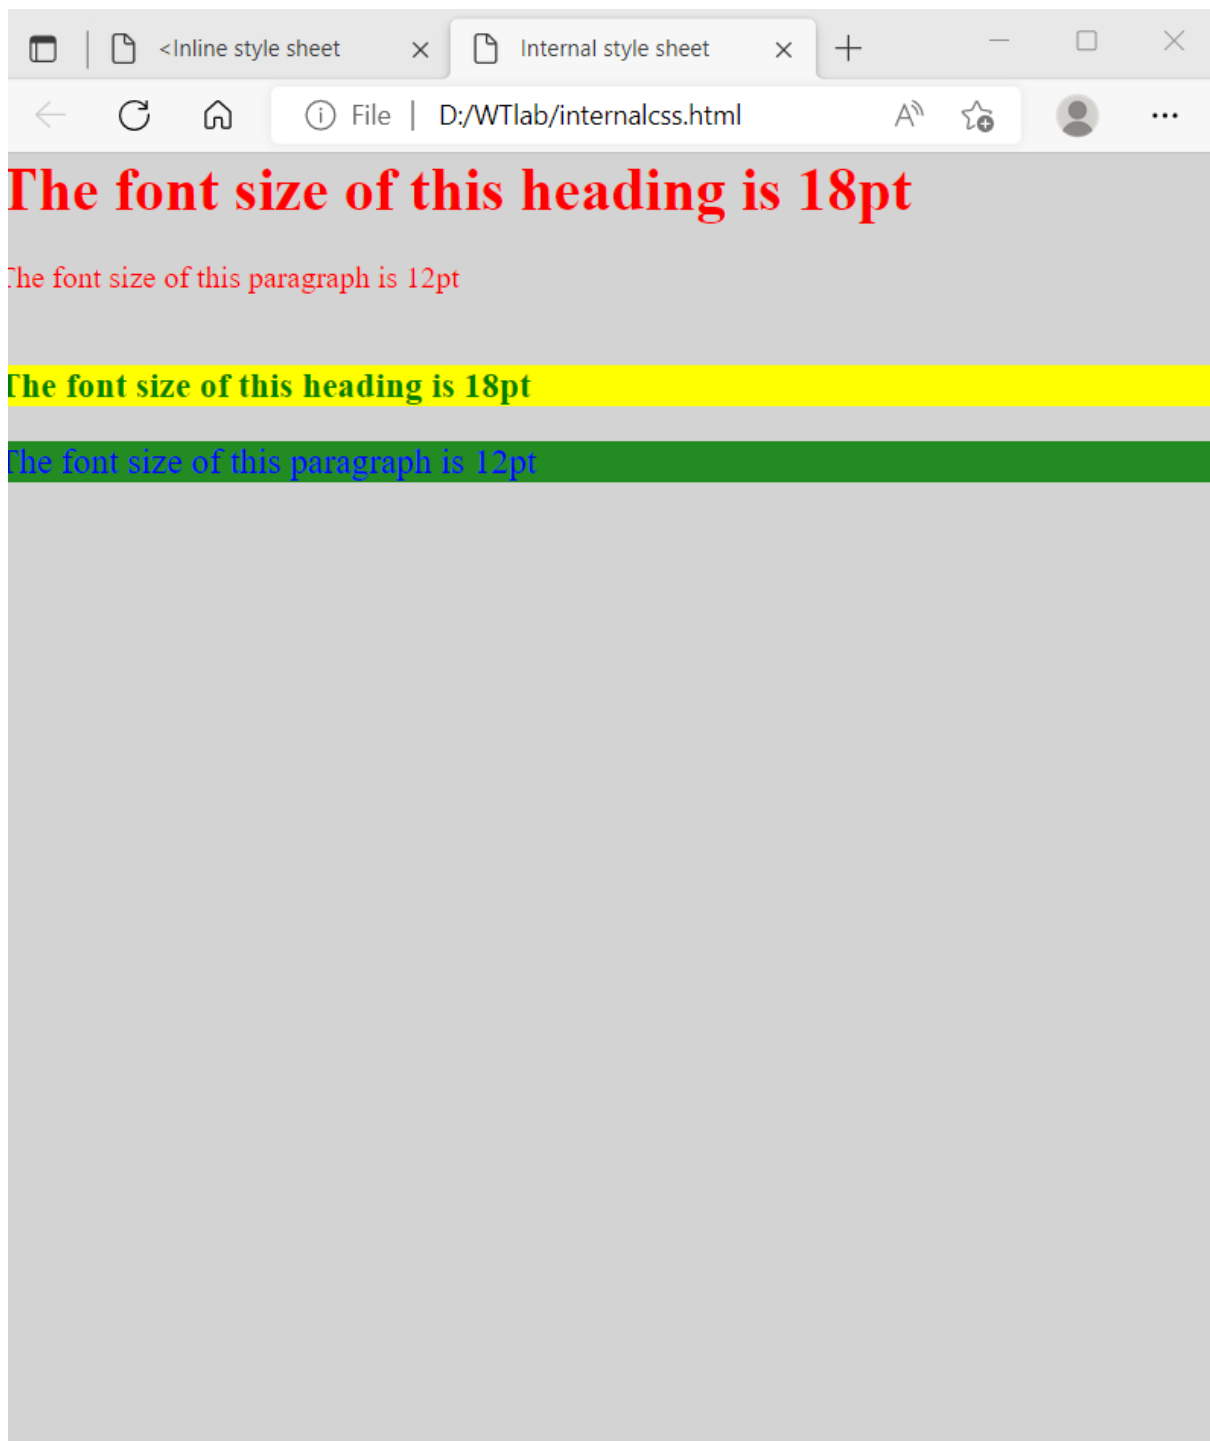 <Inline style sheet
Internal style sheet
File | D:/WTlab/internalcss.html
The font size of this heading is 18pt
The font size of this paragraph is 12pt
The font size of this heading is 18pt
The font size of this paragraph is 12pt